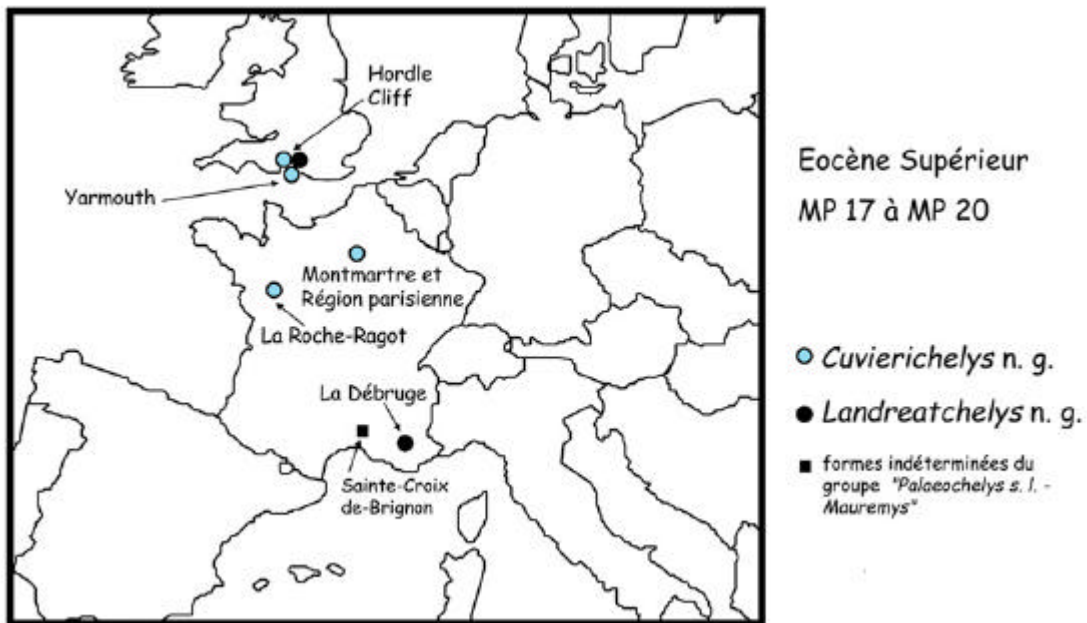 Hordle
Cliff
Yarmouth
Montmartre et
Région parisienne
La Roche-Ragot
La Débruge
Sainte-Croix
de-Brignon
Eocène Supérieur
MP 17 à MP 20
Cuvierichelys n. g.
Landreatchelys n. g.
formes indéterminées du
groupe "Palaeochelys s. l. -
Mauremys"